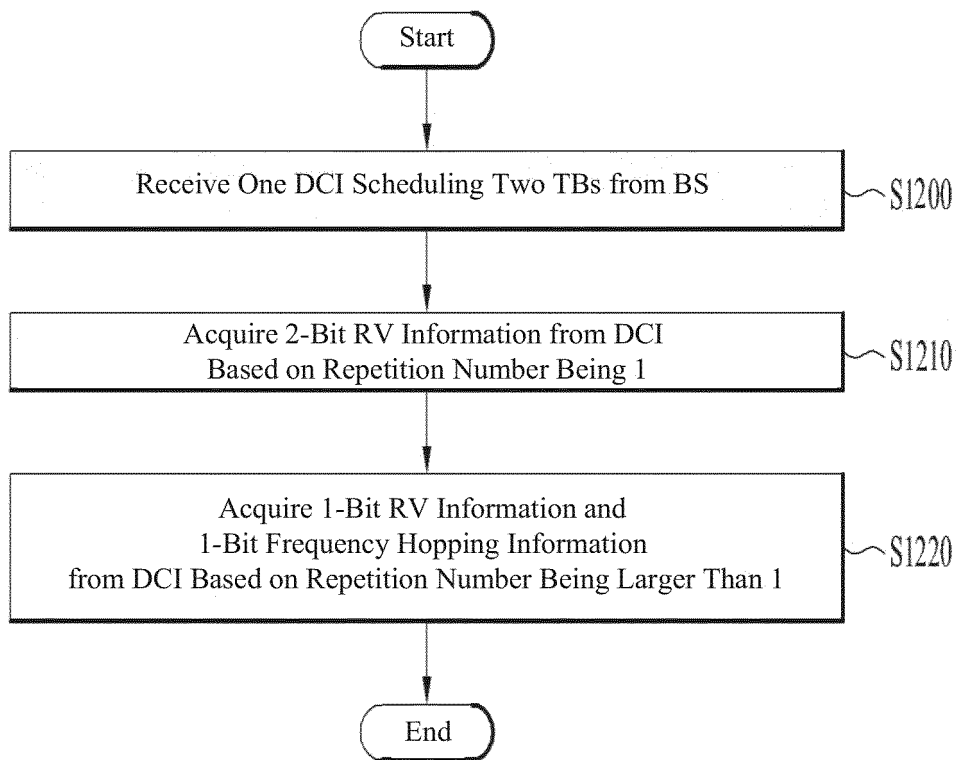 Start
Receive One DCI Scheduling Two TBs from BS
S1200
Acquire 2-Bit RV Information from DCI
Based on Repetition Number Being 1
S1210
Acquire 1-Bit RV Information and
1-Bit Frequency Hopping Information
from DCI Based on Repetition Number Being Larger Than 1
S1220
End